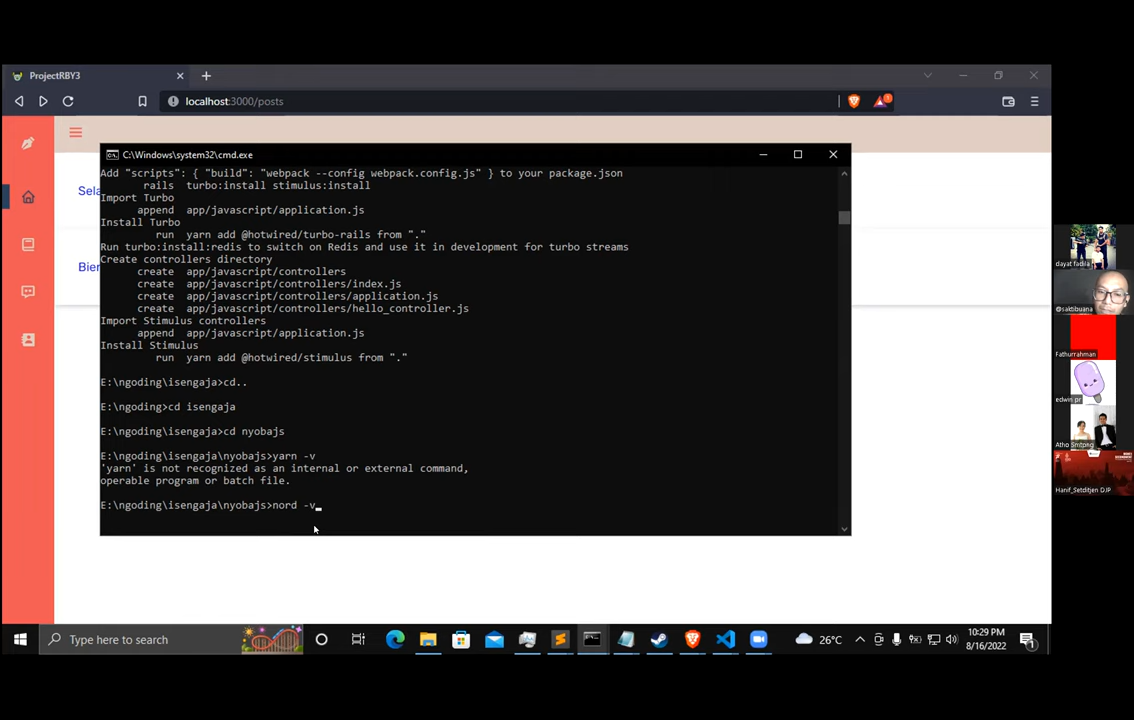 ProjectRBY3
localhost:3000/posts
C:\Windows\system32\cmd.exe
Sela
Bien
Add "scripts": { "build": "webpack --config webpack.config.js" } to your package.json
rails turbo:install stimulus:install
Import Turbo
append app/javascript/application.js
Install Turbo
run yarn add @hotwired/turbo-rails from "."
Run turbo:install:redis to switch on Redis and use it in development for turbo streams
Create controllers directory
create app/javascript/controllers
create app/javascript/controllers/index.js
create app/javascript/controllers/application.js
create app/javascript/controllers/hello_controller.js
Import Stimulus controllers
append app/javascript/application.js
Install Stimulus
run yarn add @hotwired/stimulus from "."
E:\ngoding\isengaja>cd..
E:\ngoding>cd isengaja
E:\ngoding\isengaja>cd nyobajs
E:\ngoding\isengaja\nyobajs>yarn -v
'yarn' is not recognized as an internal or external command,
operable program or batch file.
E:\ngoding\isengaja\nyobajs>nord -v
dayat fadila
@saktibuana
Fathurrahman
edwin pr
Atho Smtong
Hanif_Setditjen DJP
Type here to search
26°C
10:29 PM
8/16/2022
1